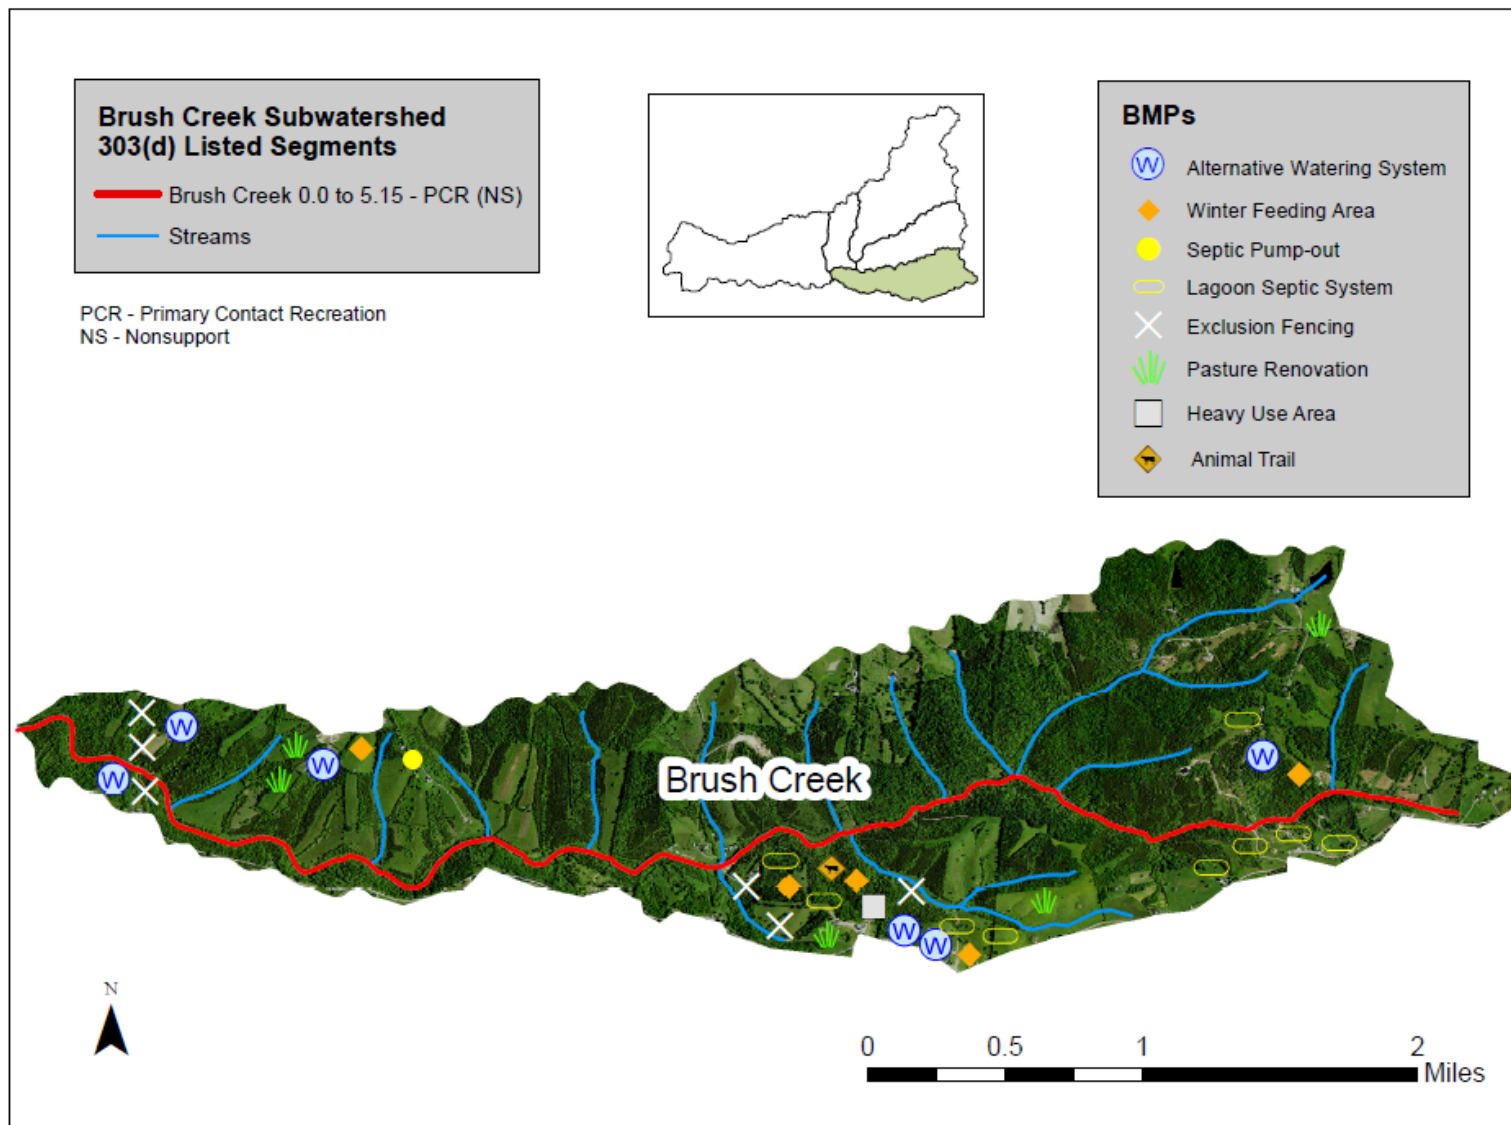 Brush Creek Subwatershed
303(d) Listed Segments
Brush Creek 0.0 to 5.15 - PCR (NS)
Streams
PCR - Primary Contact Recreation
NS - Nonsupport
BMPs
W Alternative Watering System
Winter Feeding Area
Septic Pump-out
Lagoon Septic System
Exclusion Fencing
Pasture Renovation
Heavy Use Area
Animal Trail
W
W
W
W
Brush Creek
W
W
N
0 0.5 1 2
Miles